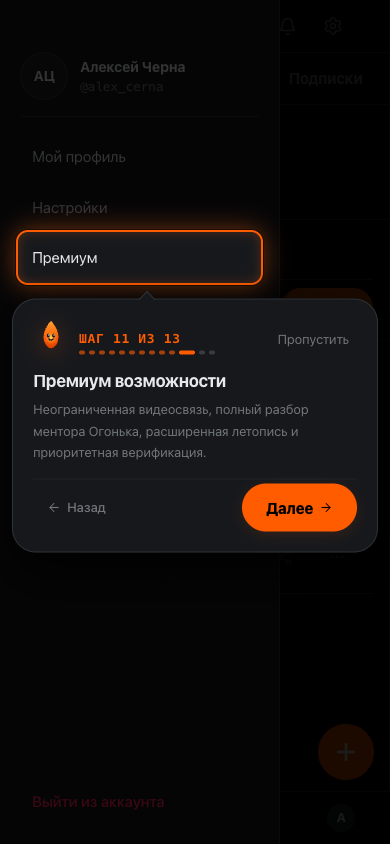 АЦ
Алексей Черна
@alex_cerna
Подписки
Мой профиль
Настройки
Премиум
ШАГ 11 ИЗ 13
Пропустить
Премиум возможности
Неограниченная видеосвязь, полный разбор
ментора Огонька, расширенная летопись и
приоритетная верификация.
← Назад
Далее →
Выйти из аккаунта
А